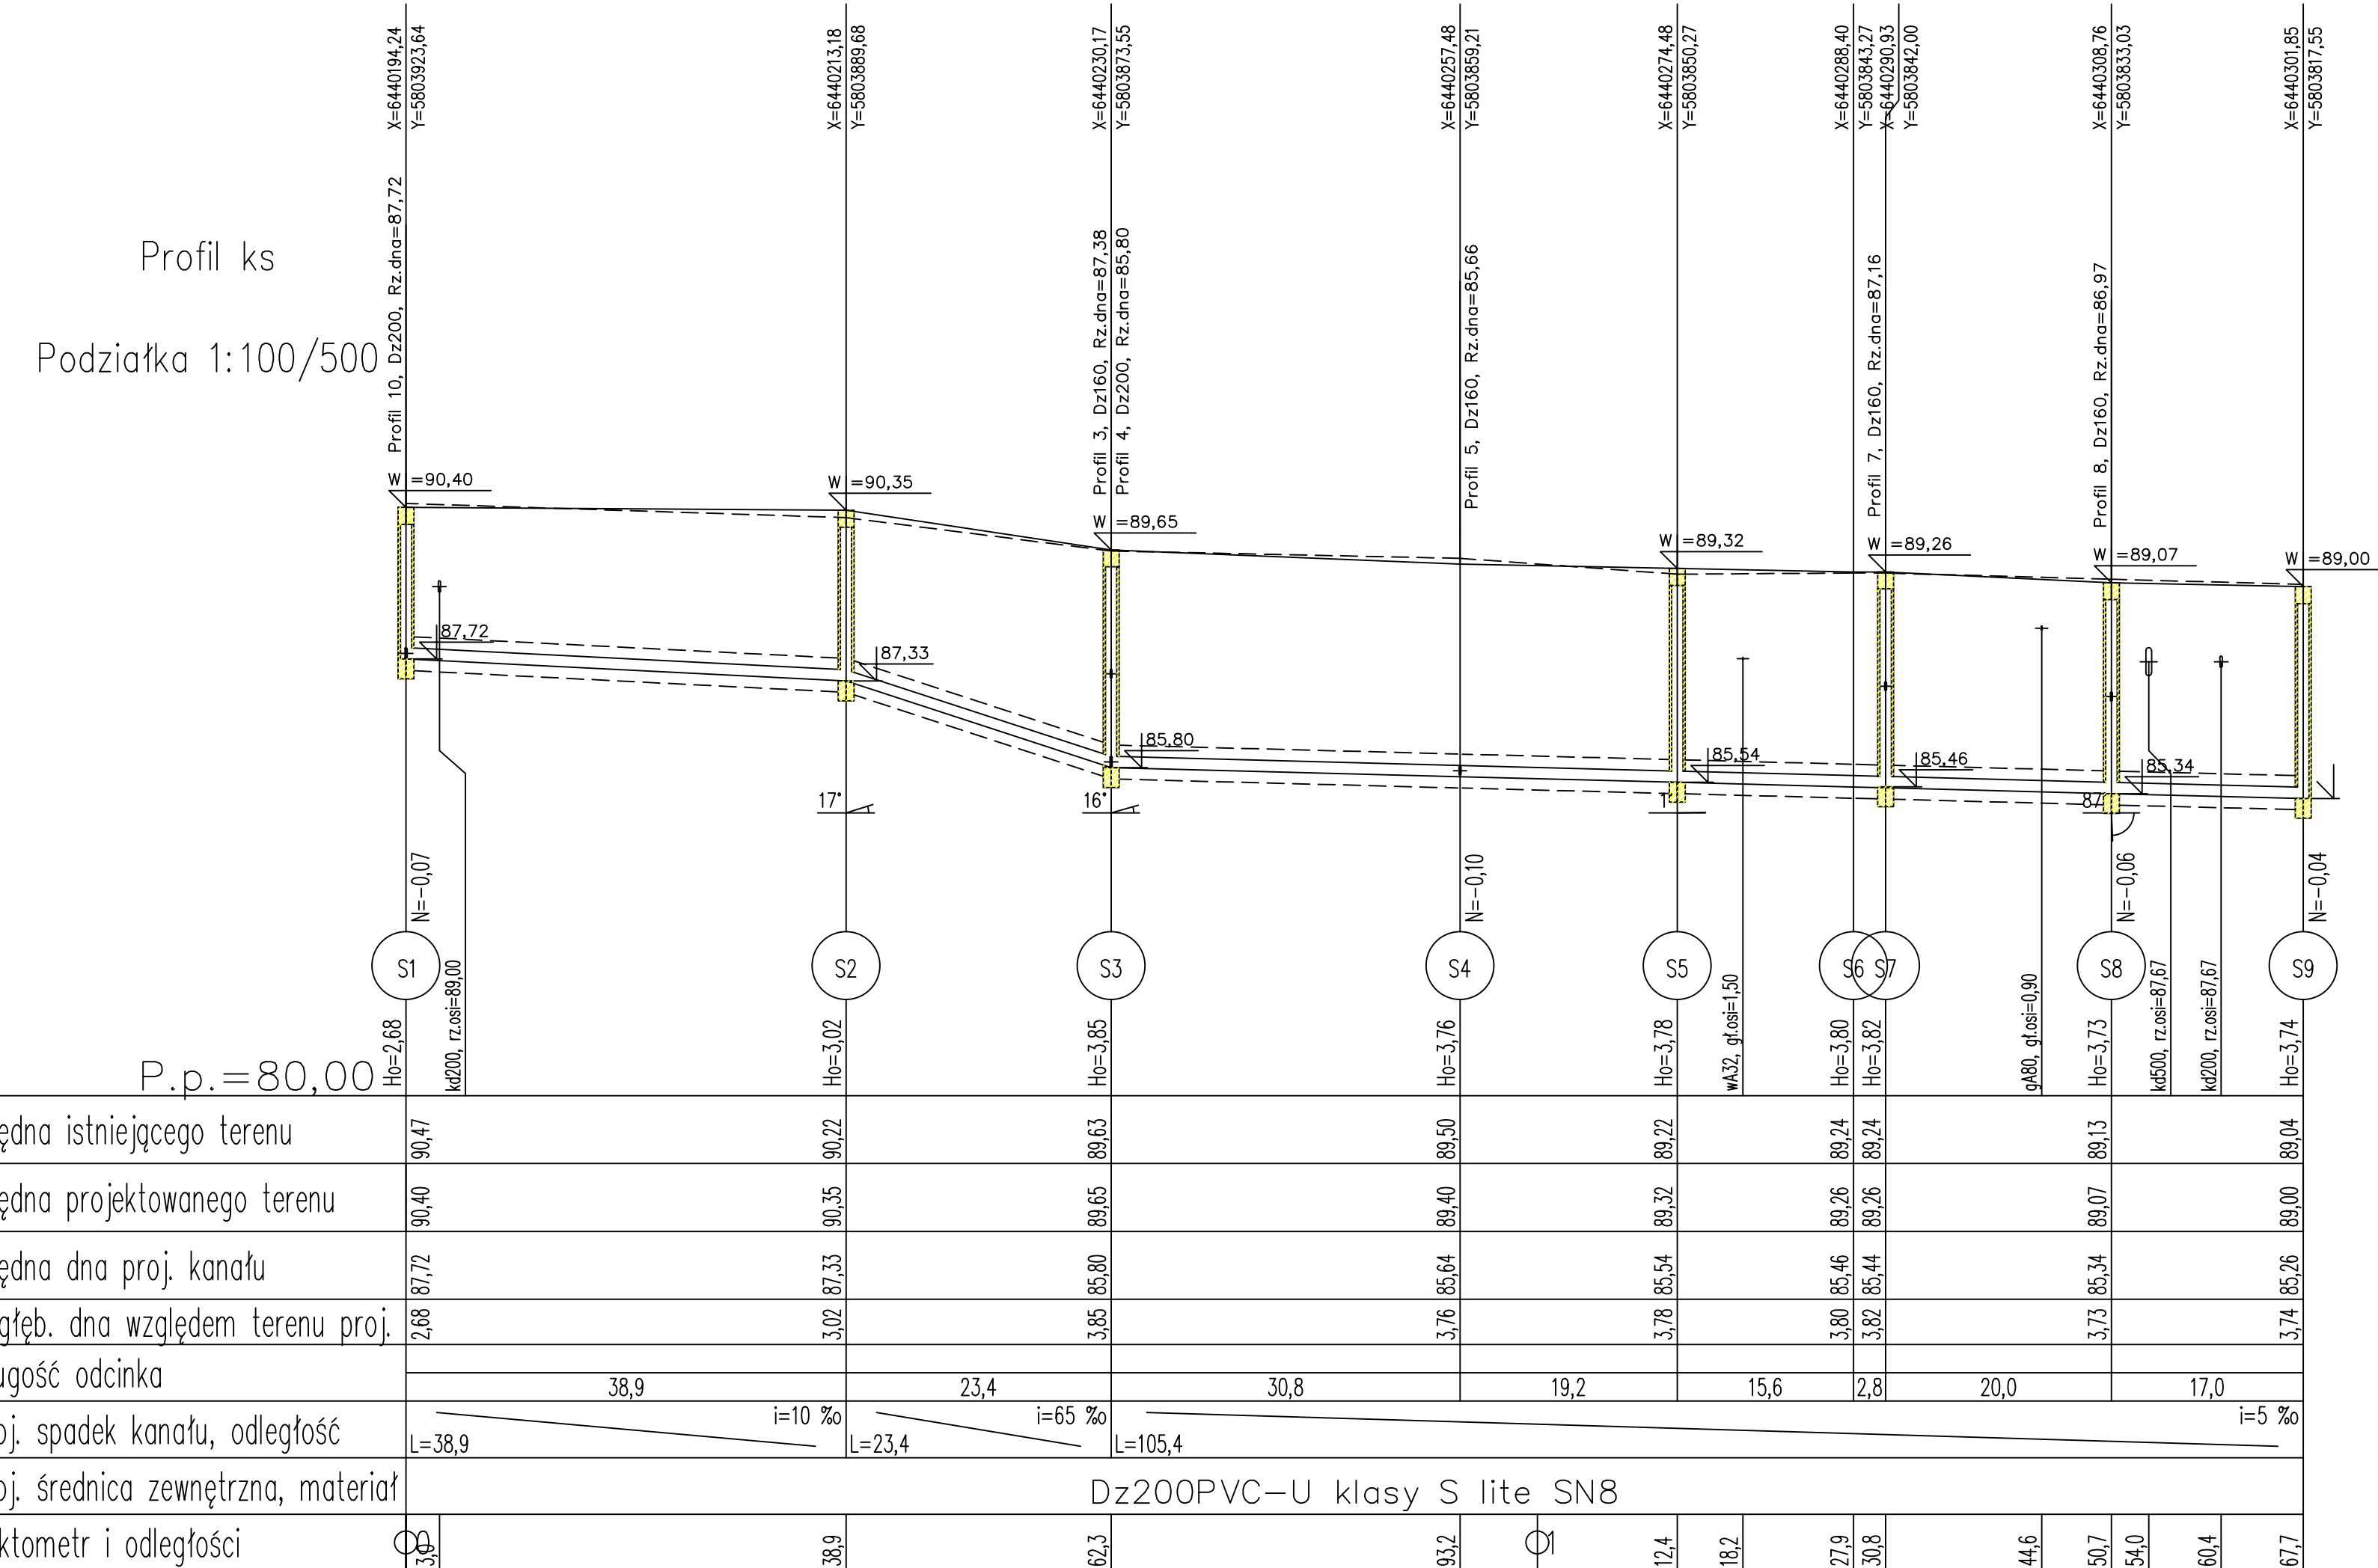 X=6440194,24
Y=5803923,64
X=6440213,18
Y=5803889,68
X=6440230,17
Y=5803873,55
X=6440257,48
Y=5803859,21
X=6440274,48
Y=5803850,27
X=6440288,40
Y=5803843,27
X=6440290,93
Y=5803842,00
X=6440308,76
Y=5803833,03
X=6440301,85
Y=5803817,55
Profil ks
Podziałka 1:100/500
Profil 10, Dz200, Rz.dna=87,72
Profil 3, Dz160, Rz.dna=87,38
Profil 4, Dz200, Rz.dna=85,80
Profil 5, Dz160, Rz.dna=85,66
Profil 7, Dz160, Rz.dna=87,16
Profil 8, Dz160, Rz.dna=86,97
W =90,40
W =90,35
W =89,65
W =89,32
W =89,26
W =89,07
W =89,00
87,72
87,33
85,80
85,54
85,46
85,34
17°
16°
1
87
N=-0,07
N=-0,10
N=-0,06
N=-0,04
S1
S2
S3
S4
S5
S6
S7
S8
S9
kd200, rz.osi=89,00
wA32, gł.osi=1,50
gA80, gł.osi=0,90
kd500, rz.osi=87,67
kd200, rz.osi=87,67
Ho=2,68
Ho=3,02
Ho=3,85
Ho=3,76
Ho=3,78
Ho=3,80
Ho=3,82
Ho=3,73
Ho=3,74
P.p.=80,00
ędna istniejącego terenu
90,47 90,22 89,63 89,50 89,22 89,24 89,24 89,13 89,04
ędna projektowanego terenu
90,40 90,35 89,65 89,40 89,32 89,26 89,26 89,07 89,00
ędna dna proj. kanału
87,72 87,33 85,80 85,64 85,54 85,46 85,44 85,34 85,26
głęb. dna względem terenu proj.
2,68 3,02 3,85 3,76 3,78 3,80 3,82 3,73 3,74
ugość odcinka
38,9 23,4 30,8 19,2 15,6 2,8 20,0 17,0
oj. spadek kanału, odległość
i=10 ‰ i=65 ‰ i=5 ‰
L=38,9 L=23,4 L=105,4
oj. średnica zewnętrzna, materiał
Dz200PVC-U klasy S lite SN8
ktometr i odległości
0 3,0 38,9 62,3 93,2 1 12,4 18,2 27,9 30,8 44,6 50,7 54,0 60,4 67,7